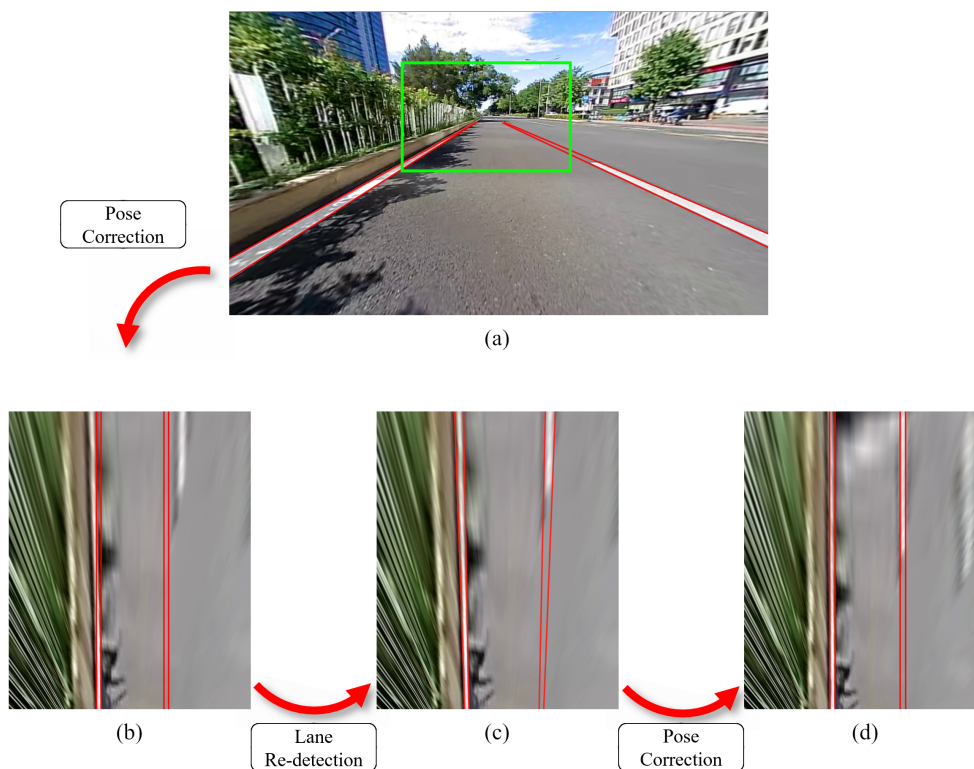 Pose
Correction
(a)
(b)
(c)
(d)
Lane
Re-detection
Pose
Correction